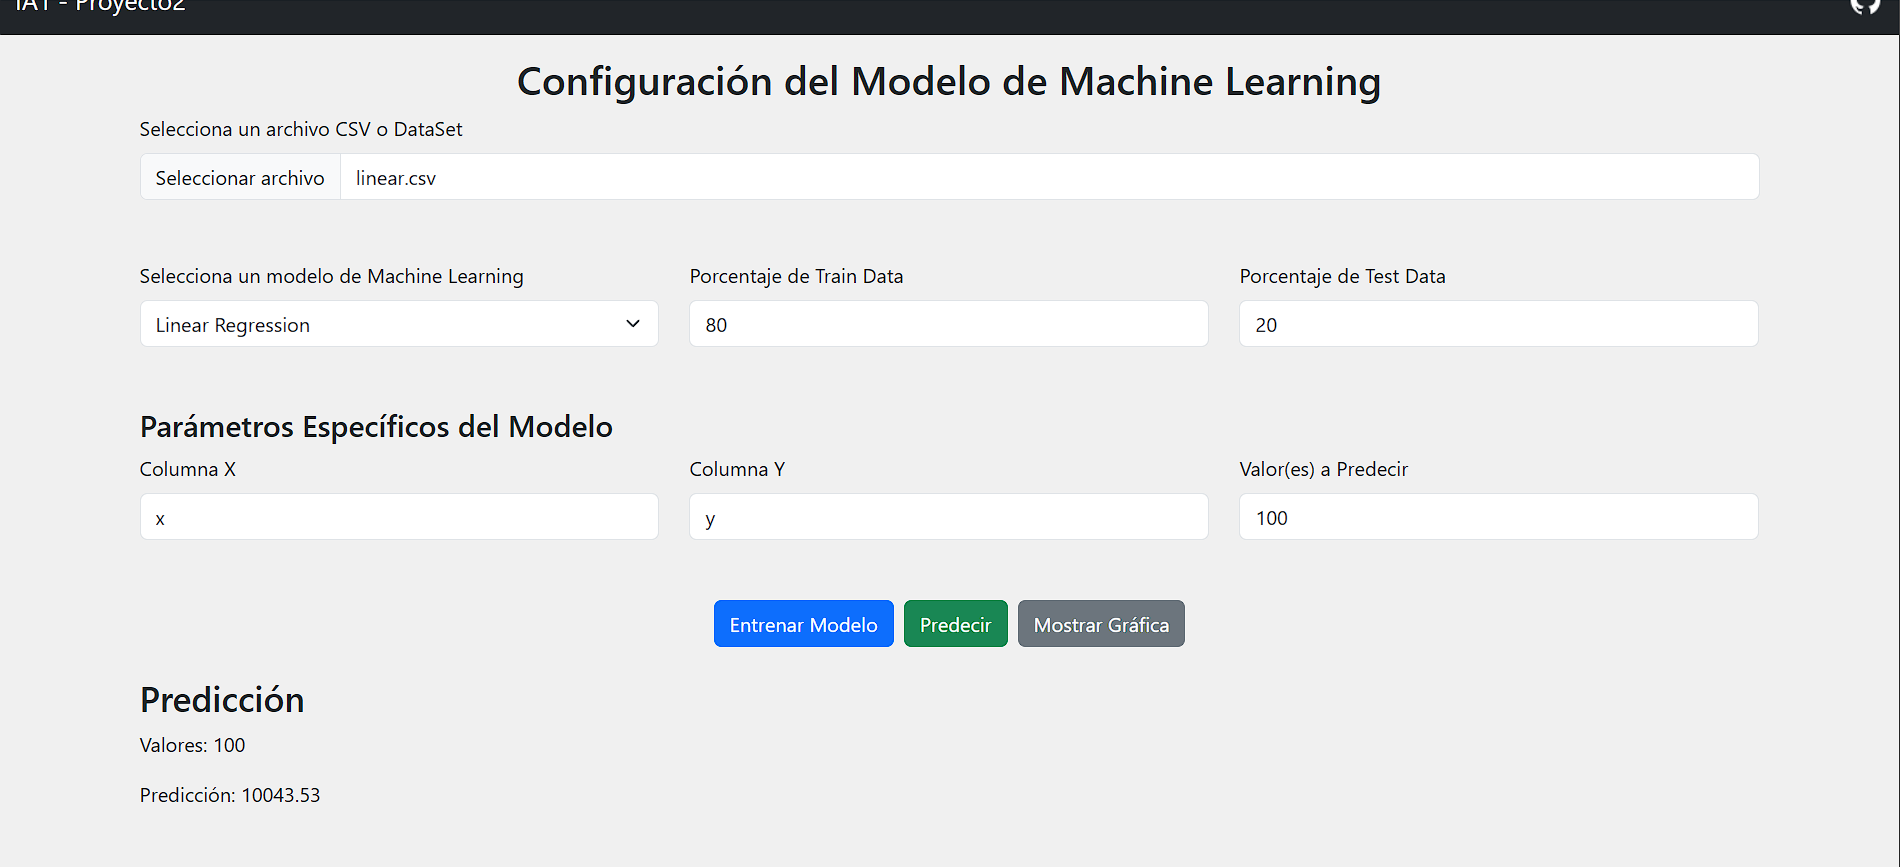 IA1 - Proyecto2
Configuración del Modelo de Machine Learning
Selecciona un archivo CSV o DataSet
Seleccionar archivo linear.csv
Selecciona un modelo de Machine Learning Porcentaje de Train Data Porcentaje de Test Data
Linear Regression 80 20
Parámetros Específicos del Modelo
Columna X Columna Y Valor(es) a Predecir
x y 100
Entrenar Modelo Predecir Mostrar Gráfica
Predicción
Valores: 100
Predicción: 10043.53